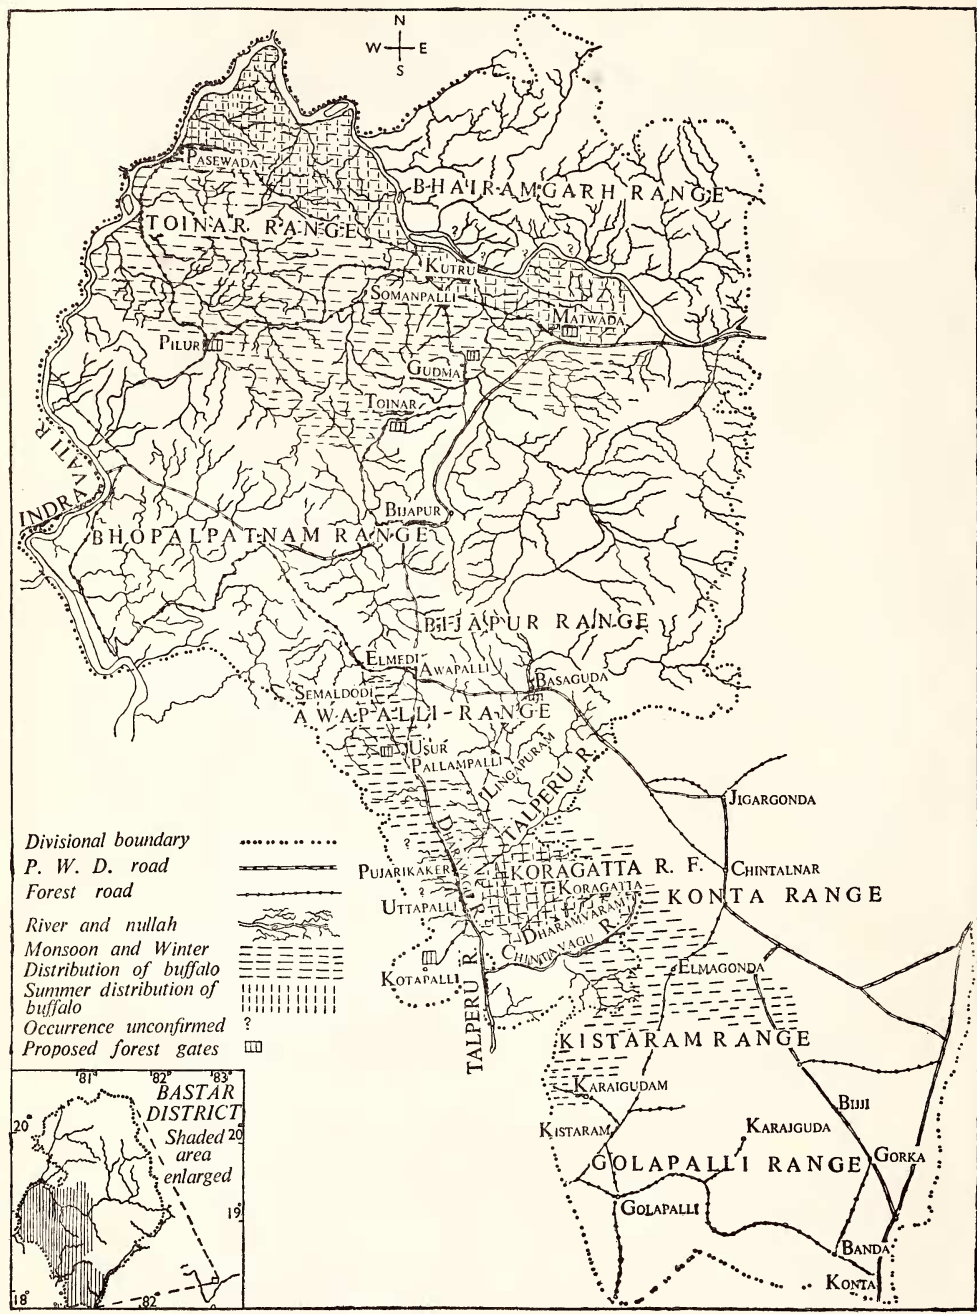 N
W E
S
PASEWADA
BHAIRAMGARH RANGE
TOINAR RANGE
?
?
?
KUTRU
SOMANPALLI
MATWADA
PILUR
GUDMA
TOINAR
INDRAVATI R.
BIJAPUR
BHOPALPATNAM RANGE
BIJAPUR RANGE
ELMEDI
AWAPALLI
BASAGUDA
SEMALDODI
AWAPALLI-RANGE
USUR
PALLAMPALLI
LINGAPURAM
TALPERU R.
JIGARGONDA
Divisional boundary
P. W. D. road
Forest road
River and nullah
Monsoon and Winter
Distribution of buffalo
Summer distribution of
buffalo
Occurrence unconfirmed ?
Proposed forest gates
?
PUJARIKAKER
?
UTTAPALLI
KORAGATTA R. F.
KORAGATTA
DHARAMVARAM
CHINTAVAGU R.
CHINTALNAR
KONTA RANGE
KOTAPALLI
TALPERU R.
ELMAGONDA
KISTARAM RANGE
KARAIGUDAM
BIJJI
KISTARAM
KARAJGUDA
GORKA
GOLAPALLI RANGE
GOLAPALLI
BANDA
KONTA
81° 82° 83°
BASTAR
DISTRICT
20° 20
Shaded
area
enlarged
19
18 82